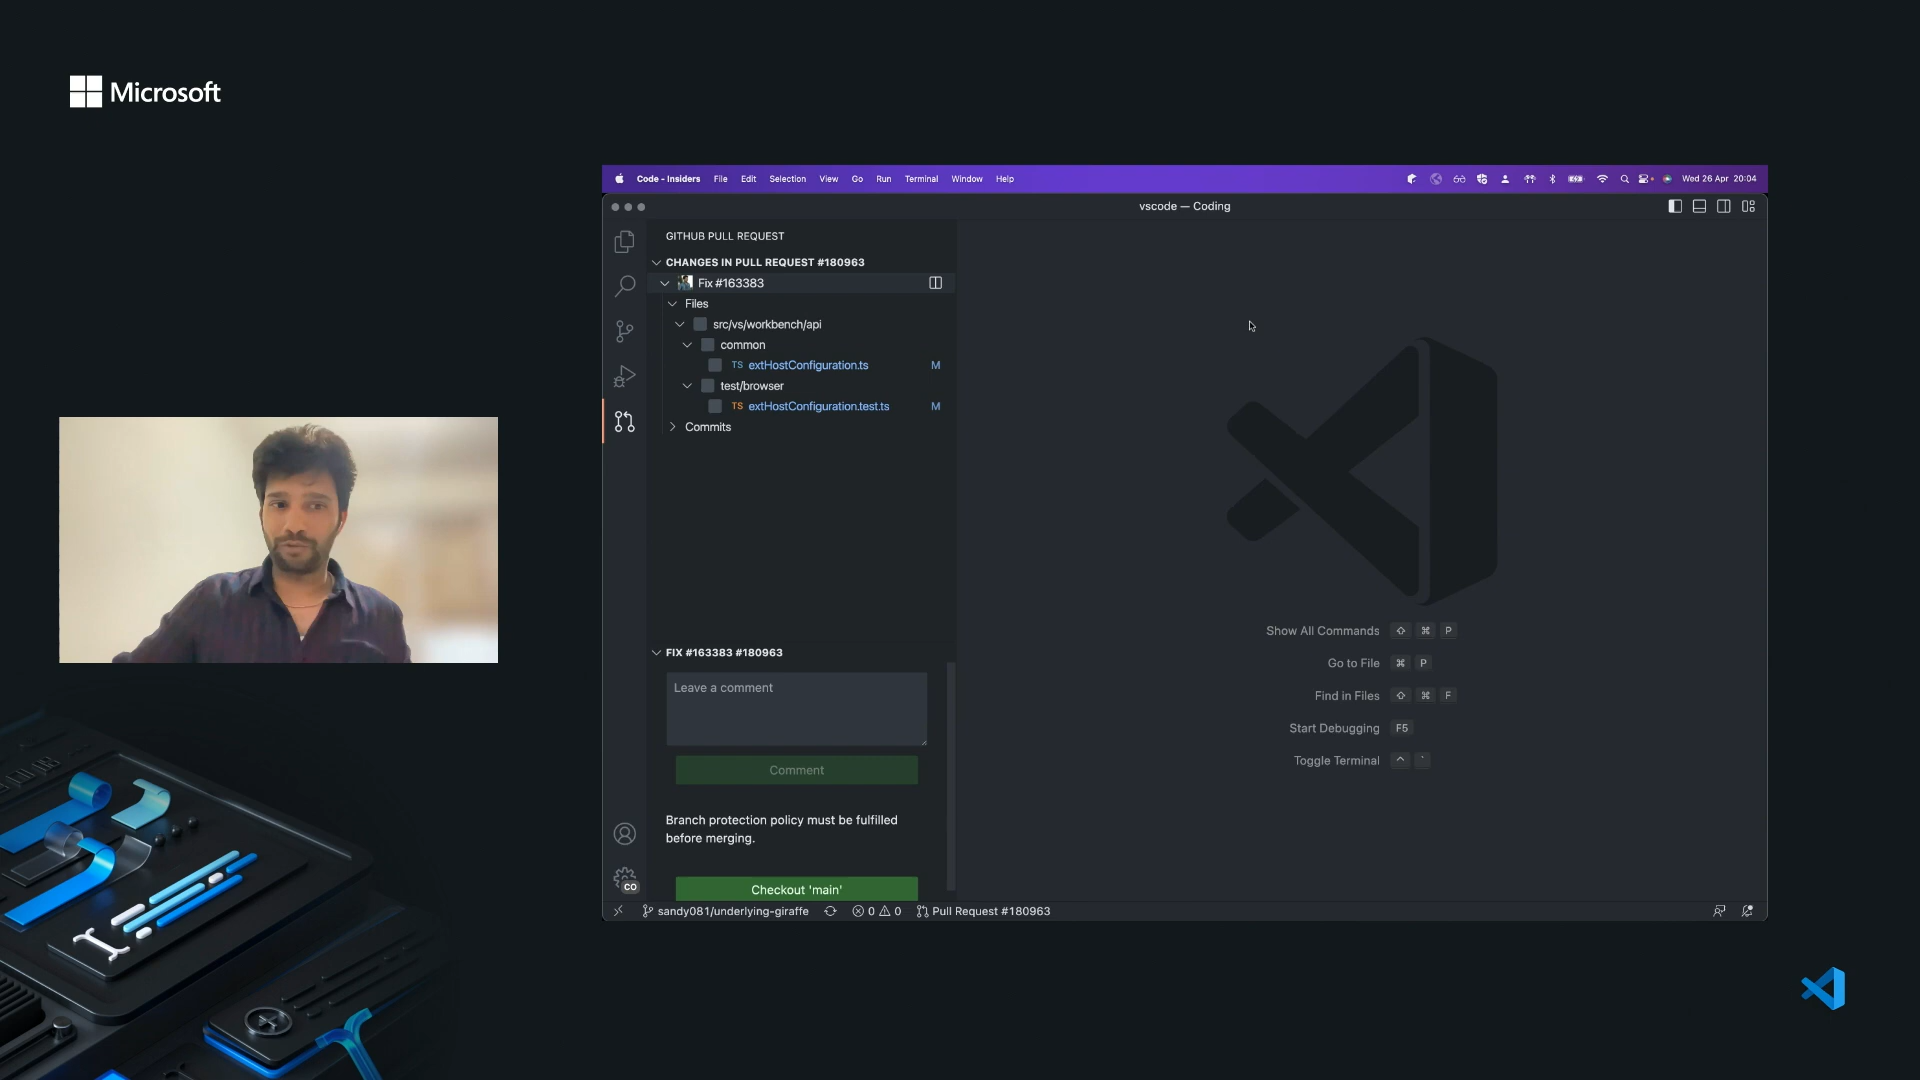 Microsoft
Code - Insiders File Edit Selection View Go Run Terminal Window Help
Wed 26 Apr 20:04
vscode — Coding
GITHUB PULL REQUEST
CHANGES IN PULL REQUEST #180963
Fix #163383
Files
src/vs/workbench/api
common
TS extHostConfiguration.ts M
test/browser
TS extHostConfiguration.test.ts M
Commits
Show All Commands ⇧ ⌘ P
Go to File ⌘ P
Find in Files ⇧ ⌘ F
Start Debugging F5
Toggle Terminal ^ `
FIX #163383 #180963
Leave a comment
Comment
Branch protection policy must be fulfilled
before merging.
Checkout 'main'
CO
sandy081/underlying-giraffe 0 0 Pull Request #180963